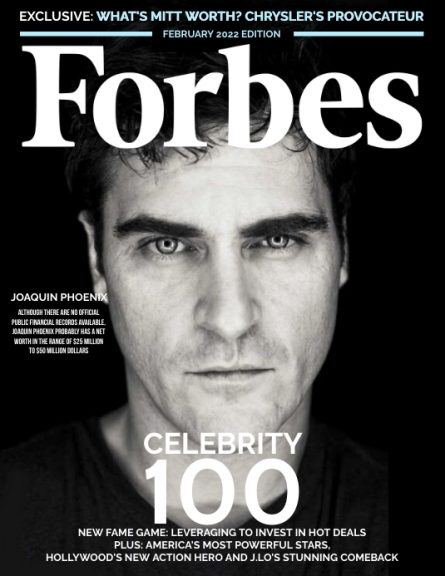 EXCLUSIVE: WHAT'S MITT WORTH? CHRYSLER'S PROVOCATEUR
FEBRUARY 2022 EDITION
Forbes
JOAQUIN PHOENIX
ALTHOUGH THERE ARE NO OFFICIAL
PUBLIC FINANCIAL RECORDS AVAILABLE,
JOAQUIN PHOENIX PROBABLY HAS A NET
WORTH IN THE RANGE OF $25 MILLION
TO $50 MILLION DOLLARS
CELEBRITY
100
NEW FAME GAME: LEVERAGING TO INVEST IN HOT DEALS
PLUS: AMERICA'S MOST POWERFUL STARS,
HOLLYWOOD'S NEW ACTION HERO AND J.LO'S STUNNING COMEBACK